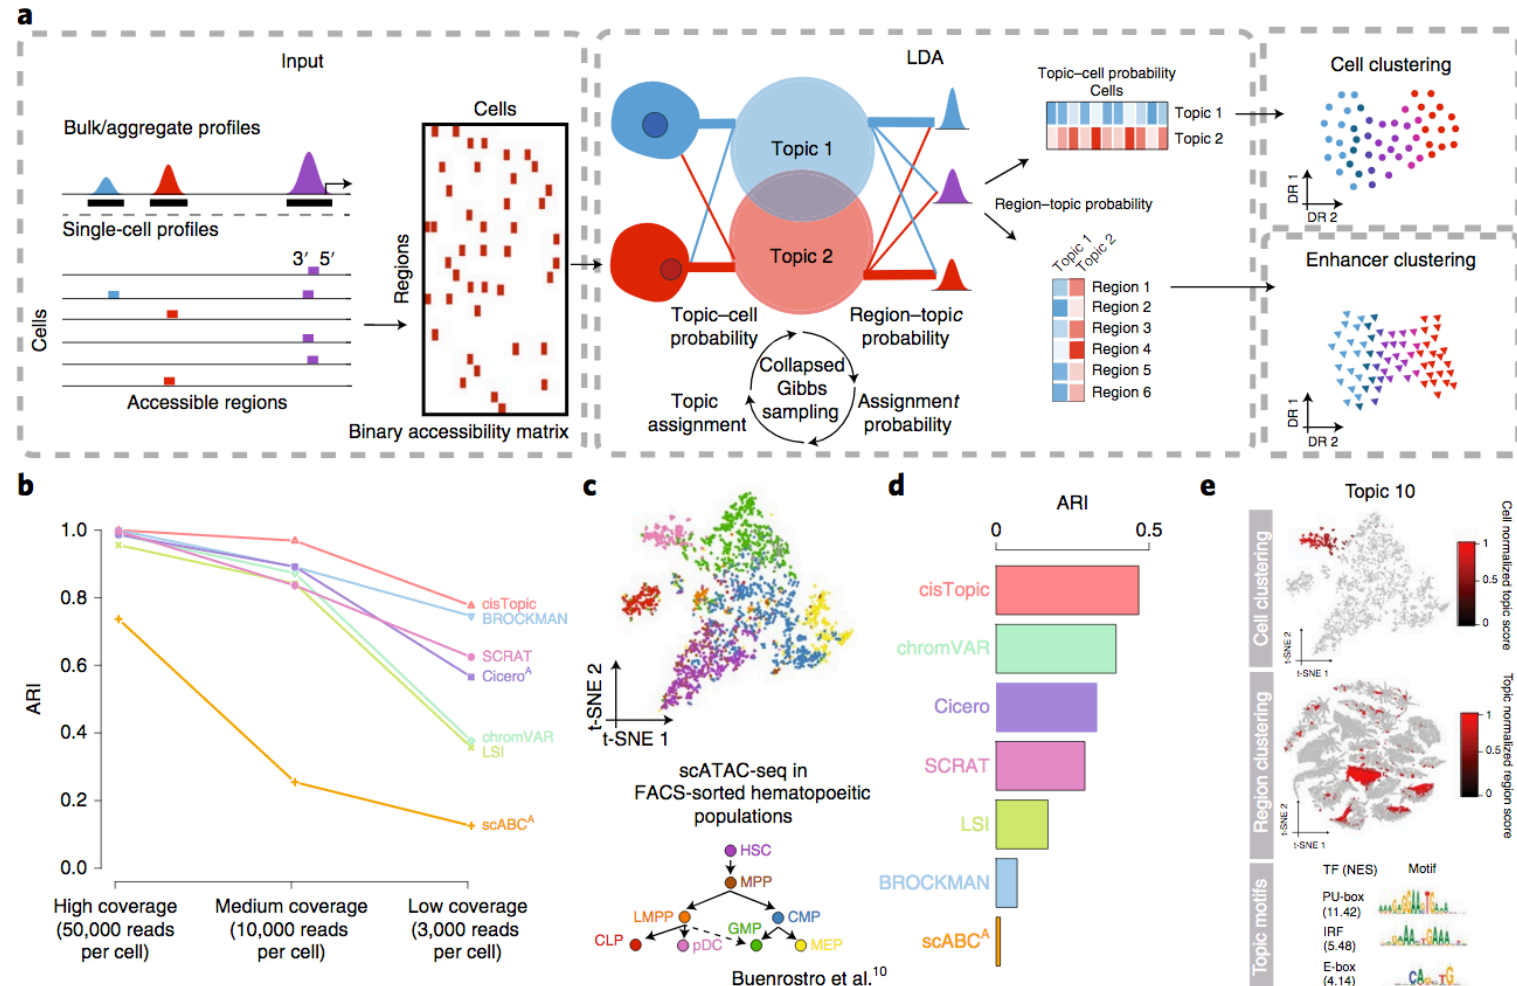 a
Input
Bulk/aggregate profiles
Single-cell profiles
3′ 5′
Cells
Accessible regions
Cells
Regions
Binary accessibility matrix
LDA
Topic 1
Topic 2
Topic–cell
probability
Region–topic
probability
Collapsed
Gibbs
sampling
Topic
assignment
Assignment
probability
Topic–cell probability
Cells
Topic 1
Topic 2
Region–topic probability
Topic 1
Topic 2
Region 1
Region 2
Region 3
Region 4
Region 5
Region 6
Cell clustering
DR 1
DR 2
Enhancer clustering
DR 1
DR 2
b
ARI
1.0
0.8
0.6
0.4
0.2
0.0
cisTopic
BROCKMAN
SCRAT
Cicero^A
chromVAR
LSI
scABC^A
High coverage
(50,000 reads
per cell)
Medium coverage
(10,000 reads
per cell)
Low coverage
(3,000 reads
per cell)
c
t-SNE 2
t-SNE 1
scATAC-seq in
FACS-sorted hematopoeitic
populations
HSC
MPP
LMPP
CMP
GMP
CLP
pDC
MEP
Buenrostro et al.^10
d
ARI
0
0.5
cisTopic
chromVAR
Cicero
SCRAT
LSI
BROCKMAN
scABC^A
e
Topic 10
Cell clustering
t-SNE 2
t-SNE 1
1
0.5
0
Cell normalized
topic score
Region clustering
t-SNE 2
t-SNE 1
1
0.5
0
Topic normalized
region score
Topic motifs
TF (NES)
Motif
PU-box
(11.42)
IRF
(5.48)
E-box
(4.14)